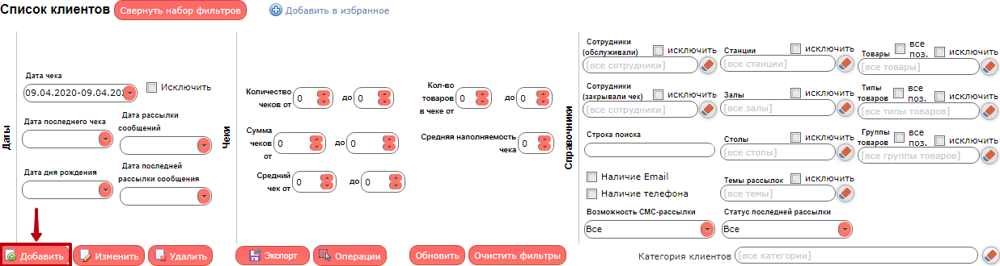 Список клиентов
Свернуть набор фильтров
Добавить в избранное
Даты
Дата чека
09.04.2020-09.04.202
Исключить
Дата последнего чека
Дата рассылки
сообщений
Дата дня рождения
Дата последней
рассылки сообщения
Чеки
Количество
чеков от
0
до
0
Кол-во
товаров
в чеке от
0
до
0
Сумма
чеков
от
0
до
0
Средняя наполняемость
чека
0
Средний
чек от
0
до
0
Справочники
Сотрудники
(обслуживали)
исключить
[все сотрудники]
Станции
исключить
[все станции]
Товары
все
поз.
исключить
[все товары]
Сотрудники
(закрывали чек)
исключить
[все сотрудники]
Залы
исключить
[все залы]
Типы
товаров
все
поз.
исключить
[все типы товаров]
Строка поиска
Столы
исключить
[все столы]
Группы
товаров
все
поз.
исключить
[все группы товаров]
Наличие Email
Наличие телефона
Темы рассылок
исключить
[все темы]
Возможность СМС-рассылки
Все
Статус последней рассылки
Все
Добавить
Изменить
Удалить
Экспорт
Операции
Обновить
Очистить фильтры
Категория клиентов
[все категории]